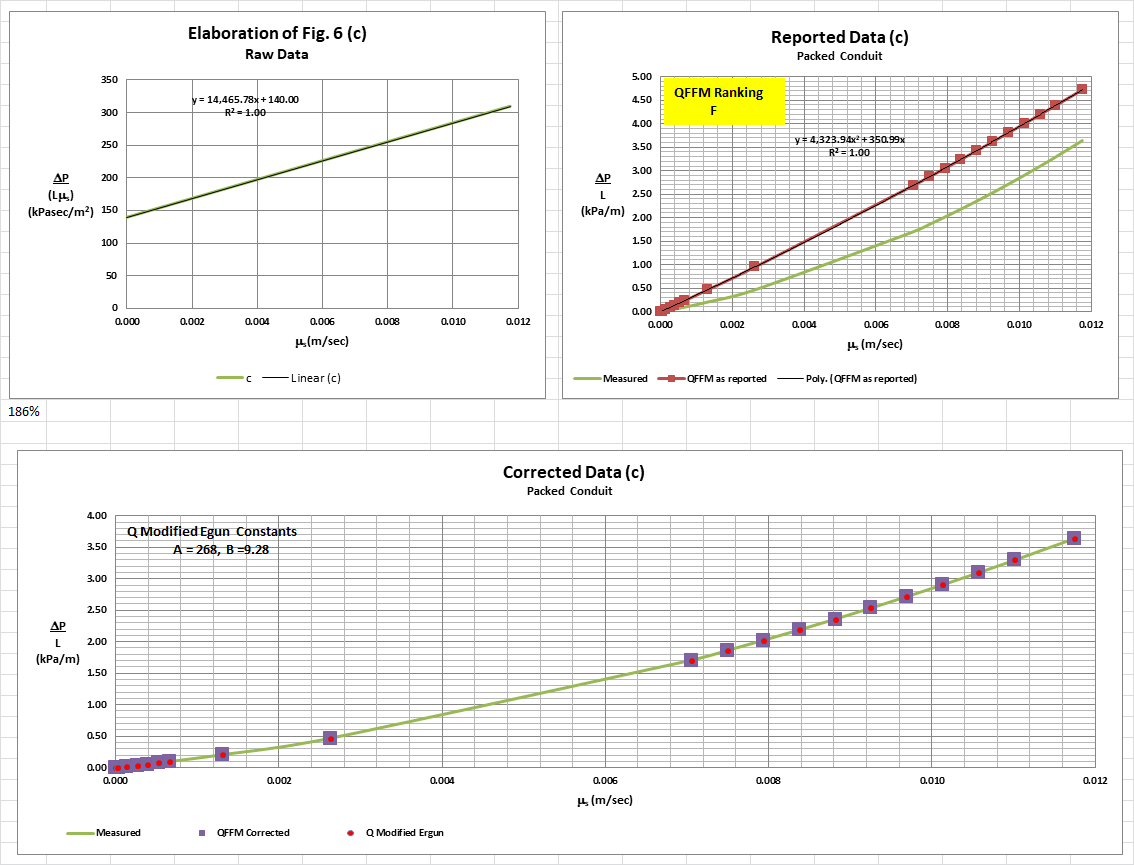 Elaboration of Fig. 6 (c)
Raw Data
350
300
250
200
150
100
50
0
y = 14,465.78x + 140.00
R² = 1.00
ΔP
(Lμs)
(kPasec/m²)
0.000 0.002 0.004 0.006 0.008 0.010 0.012
μs(m/sec)
c Linear (c)
Reported Data (c)
Packed Conduit
5.00
4.50
4.00
3.50
3.00
2.50
2.00
1.50
1.00
0.50
0.00
QFFM Ranking
F
y = 4,323.94x² + 350.99x
R² = 1.00
ΔP
L
(kPa/m)
0.000 0.002 0.004 0.006 0.008 0.010 0.012
μs (m/sec)
Measured QFFM as reported Poly. (QFFM as reported)
186%
Corrected Data (c)
Packed Conduit
4.00
3.50
3.00
2.50
2.00
1.50
1.00
0.50
0.00
Q Modified Egun Constants
A = 268, B =9.28
ΔP
L
(kPa/m)
0.000 0.002 0.004 0.006 0.008 0.010 0.012
μs (m/sec)
Measured QFFM Corrected Q Modified Ergun